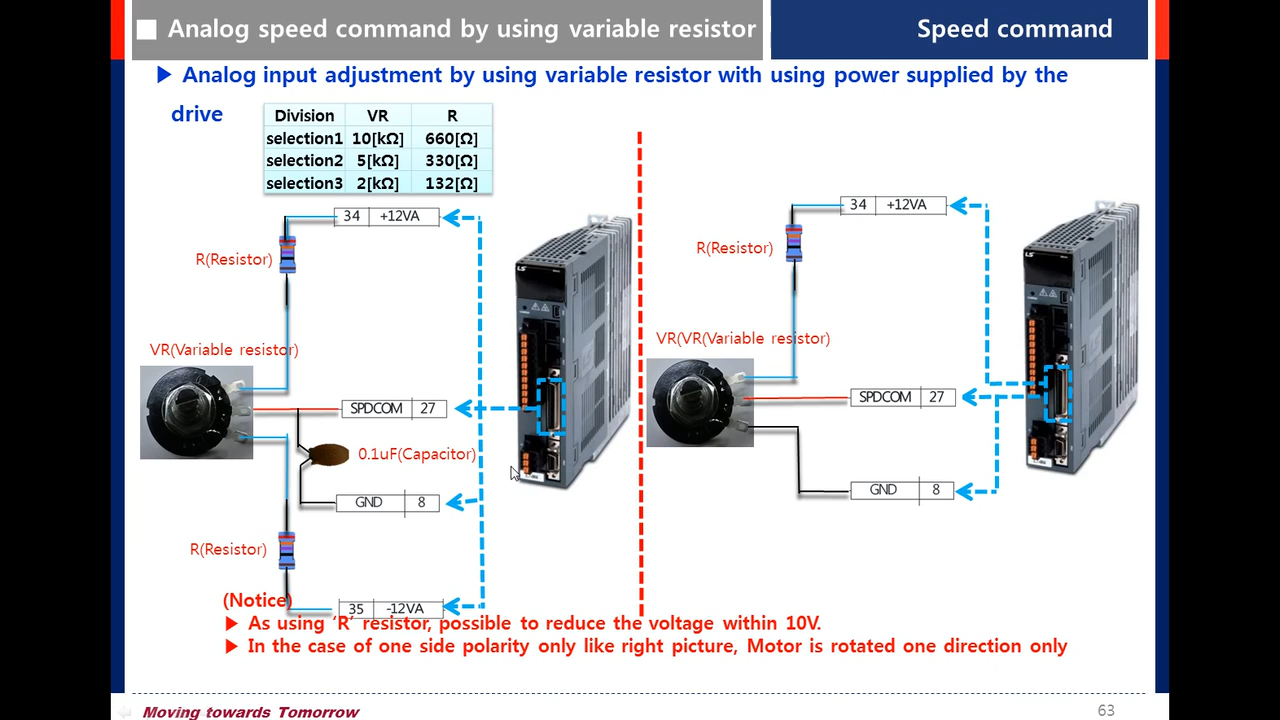 ■ Analog speed command by using variable resistor
Speed command
▶ Analog input adjustment by using variable resistor with using power supplied by the
drive
Division VR R
selection1 10[kΩ] 660[Ω]
selection2 5[kΩ] 330[Ω]
selection3 2[kΩ] 132[Ω]
34 +12VA
R(Resistor)
VR(Variable resistor)
SPDCOM 27
0.1uF(Capacitor)
GND 8
R(Resistor)
35 -12VA
LS
34 +12VA
R(Resistor)
VR(VR(Variable resistor)
SPDCOM 27
GND 8
LS
(Notice)
▶ As using ‘R’ resistor, possible to reduce the voltage within 10V.
▶ In the case of one side polarity only like right picture, Motor is rotated one direction only
Moving towards Tomorrow
63